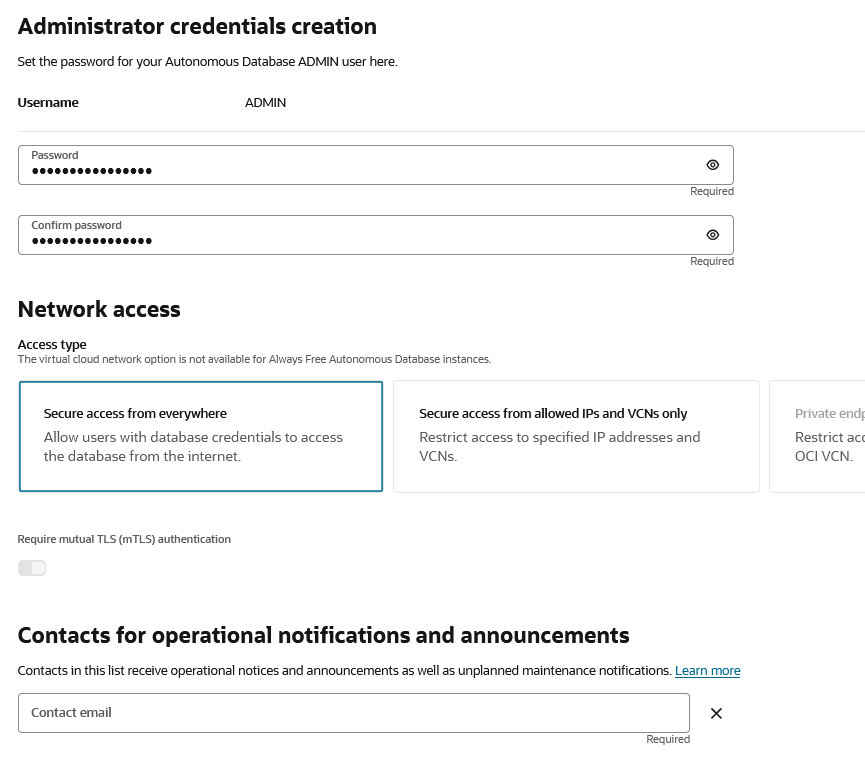 Administrator credentials creation
Set the password for your Autonomous Database ADMIN user here.
Username ADMIN
Password
••••••••••••••••
Required
Confirm password
••••••••••••••••
Required
Network access
Access type
The virtual cloud network option is not available for Always Free Autonomous Database instances.
Secure access from everywhere
Allow users with database credentials to access
the database from the internet.
Secure access from allowed IPs and VCNs only
Restrict access to specified IP addresses and
VCNs.
Private
Restrict
OCI VCN.
Require mutual TLS (mTLS) authentication
Contacts for operational notifications and announcements
Contacts in this list receive operational notices and announcements as well as unplanned maintenance notifications. Learn more
Contact email
Required